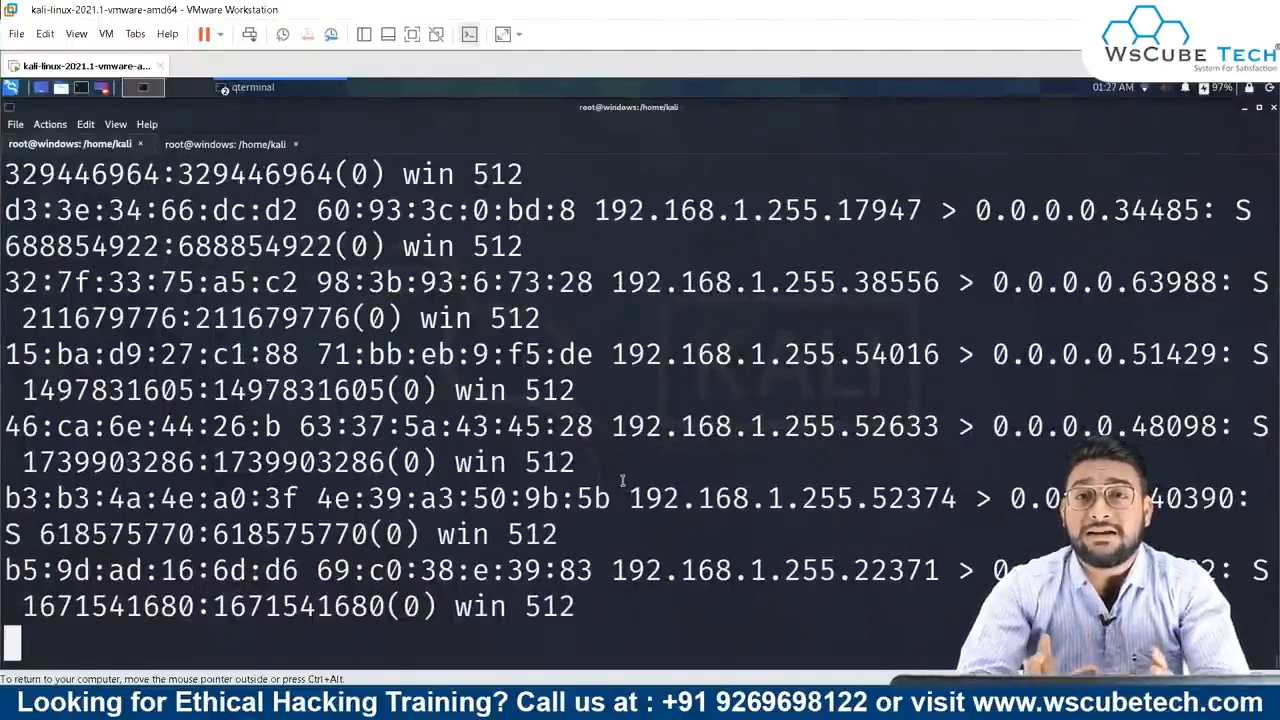 kali-linux-2021.1-vmware-amd64 - VMware Workstation
File Edit View VM Tabs Help
WsCube Tech
System For Satisfaction
kali-linux-2021.1-vmware-a...
qterminal
01:27 AM
97%
root@windows: /home/kali
File Actions Edit View Help
root@windows: /home/kali root@windows: /home/kali
329446964:329446964(0) win 512
d3:3e:34:66:dc:d2 60:93:3c:0:bd:8 192.168.1.255.17947 > 0.0.0.0.34485: S
688854922:688854922(0) win 512
32:7f:33:75:a5:c2 98:3b:93:6:73:28 192.168.1.255.38556 > 0.0.0.0.63988: S
211679776:211679776(0) win 512
15:ba:d9:27:c1:88 71:bb:eb:9:f5:de 192.168.1.255.54016 > 0.0.0.0.51429: S
1497831605:1497831605(0) win 512
46:ca:6e:44:26:b 63:37:5a:43:45:28 192.168.1.255.52633 > 0.0.0.0.48098: S
1739903286:1739903286(0) win 512
b3:b3:4a:4e:a0:3f 4e:39:a3:50:9b:5b 192.168.1.255.52374 > 40390:
S 618575770:618575770(0) win 512
b5:9d:ad:16:6d:d6 69:c0:38:e:39:83 192.168.1.255.22371 > S
1671541680:1671541680(0) win 512
KALI
To return to your computer, move the mouse pointer outside or press Ctrl+Alt.
Looking for Ethical Hacking Training? Call us at : +91 9269698122 or visit www.wscubetech.com